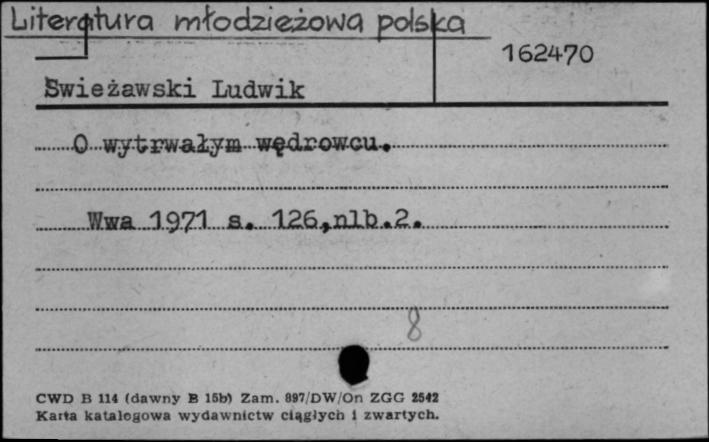 Literatura młodzieżowa polska
162470
Swieżawski Ludwik
O wytrwałym wędrowcu.
Wwa 1971 s. 126,nlb.2.
8
CWD B 114 (dawny B 15b) Zam. 897/DW/On ZGG 2542
Karta katalogowa wydawnictw ciągłych i zwartych.